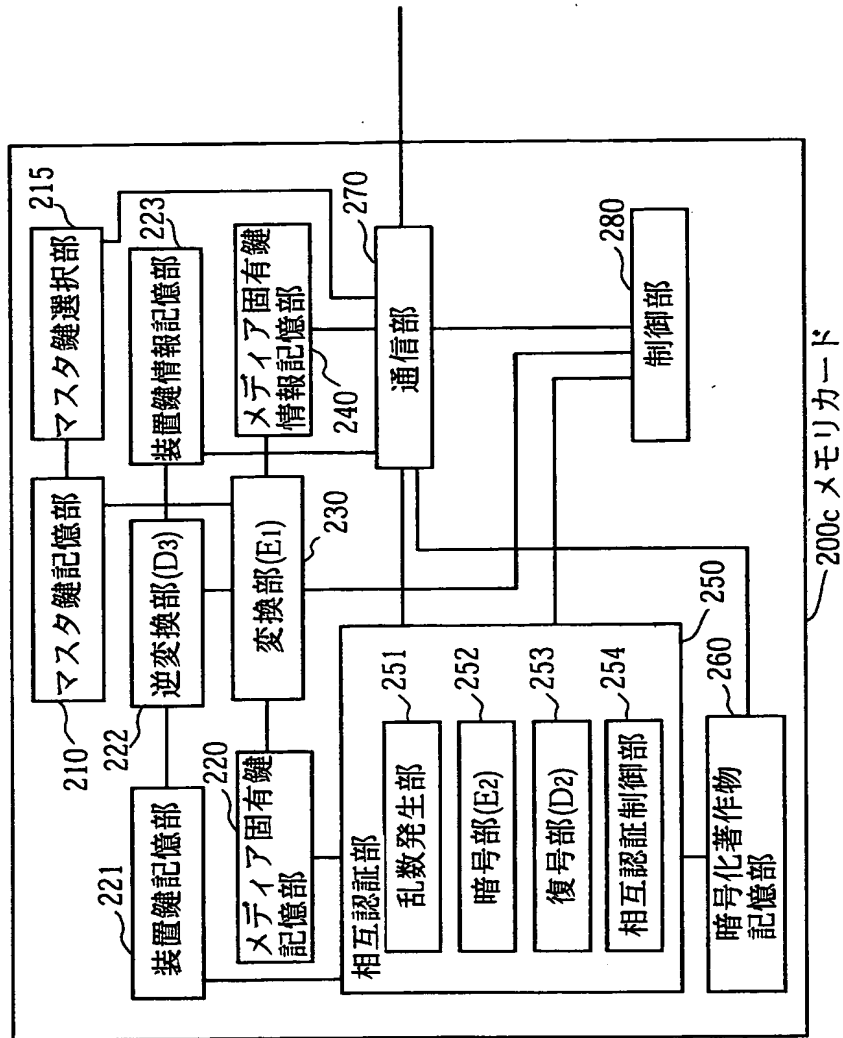 マスタ鍵記憶部
210
マスタ鍵選択部
215
装置鍵記憶部
221
逆変換部(D3)
222
装置鍵情報記憶部
223
メディア固有鍵
記憶部
220
変換部(E1)
230
メディア固有鍵
情報記憶部
240
相互認証部
250
乱数発生部
251
暗号部(E2)
252
復号部(D2)
253
相互認証制御部
254
通信部
270
暗号化著作物
記憶部
260
制御部
280
200c メモリカード